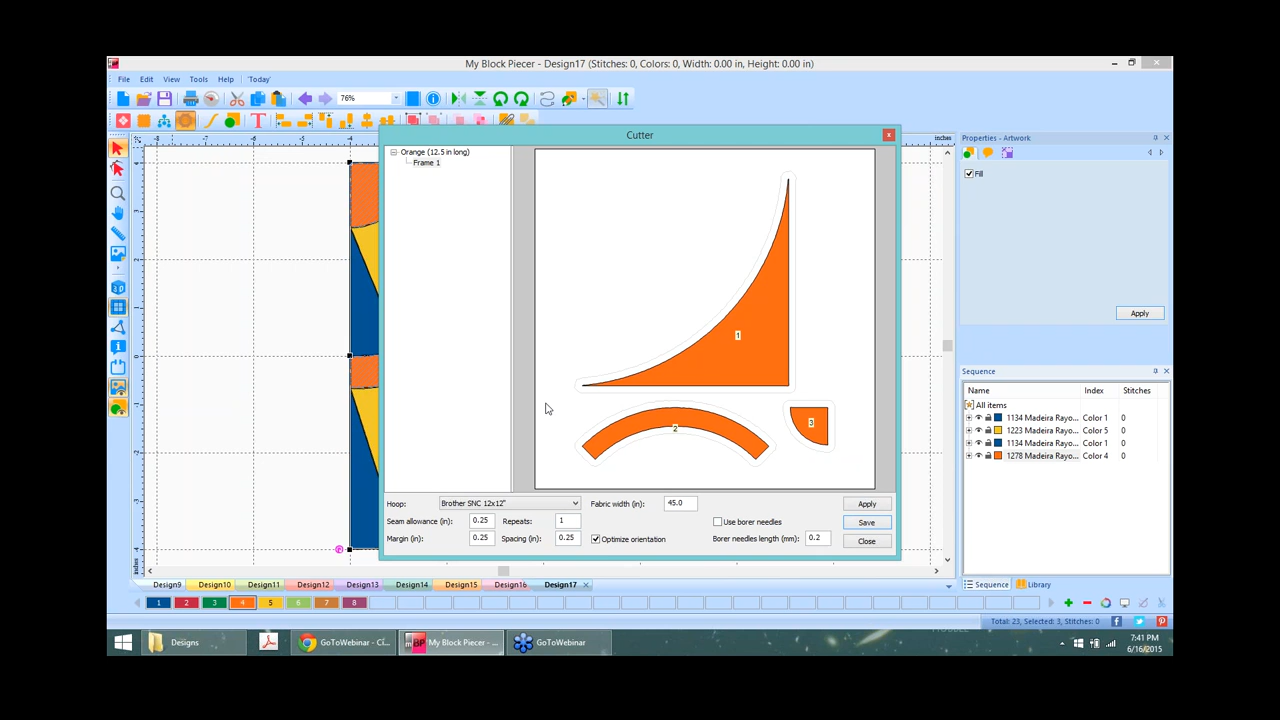 My Block Piecer - Design17 (Stitches: 0, Colors: 0, Width: 0.00 in, Height: 0.00 in)
File Edit View Tools Help 'Today'
76%
Cutter
inches
Properties - Artwork
Fill
Apply
Orange (12.5 in long)
Frame 1
1
2
3
Hoop: Brother SNC 12x12" Fabric width (in): 45.0 Apply
Seam allowance (in): 0.25 Repeats: 1 Use borer needles Save
Margin (in): 0.25 Spacing (in): 0.25 Optimize orientation Borer needles length (mm): 0.2 Close
Sequence
Name Index Stitches
All items
1134 Madeira Rayo... Color 1 0
1223 Madeira Rayo... Color 5 0
1134 Madeira Rayo... Color 1 0
1278 Madeira Rayo... Color 4 0
Design9 Design10 Design11 Design12 Design13 Design14 Design15 Design16 Design17
Sequence Library
1 2 3 4 5 6 7 8
Total: 23, Selected: 3, Stitches: 0
Designs GoToWebinar - Cl... My Block Piecer - ... GoToWebinar
7:41 PM
6/16/2015